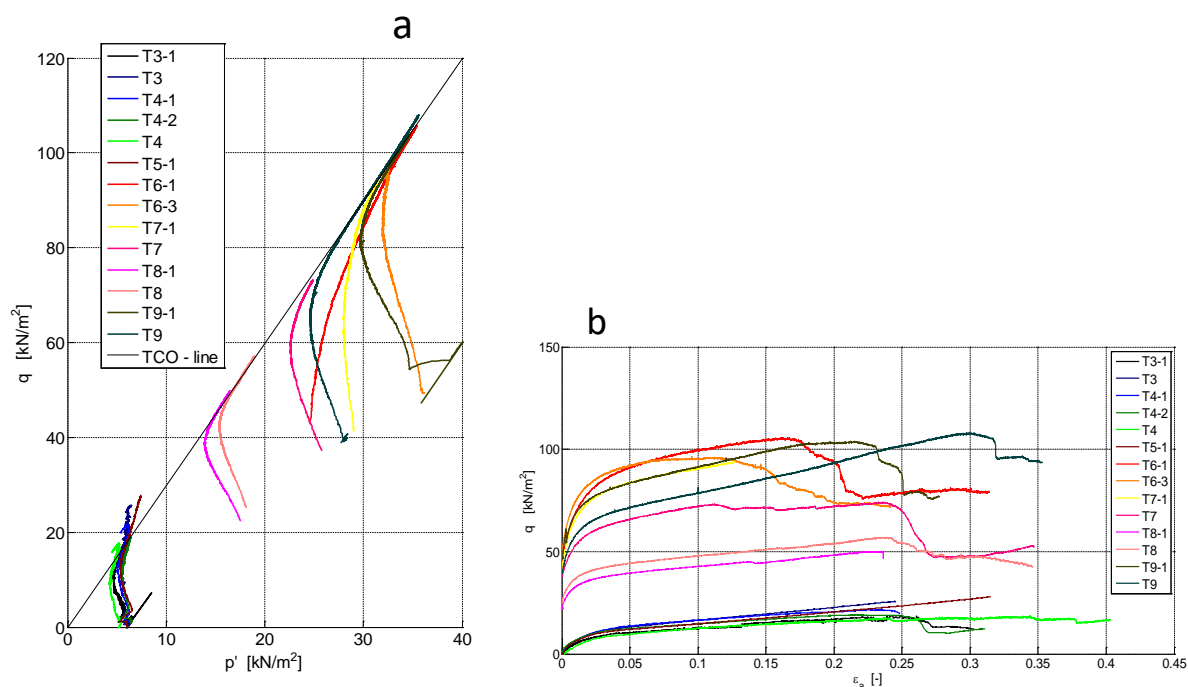 a
T3-1
T3
T4-1
T4-2
T4
T5-1
T6-1
T6-3
T7-1
T7
T8-1
T8
T9-1
T9
TCO - line
120
100
80
60
40
20
0
q [kN/m²]
0 10 20 30 40
p' [kN/m²]
b
150
100
50
0
q [kN/m²]
T3-1
T3
T4-1
T4-2
T4
T5-1
T6-1
T6-3
T7-1
T7
T8-1
T8
T9-1
T9
0 0.05 0.1 0.15 0.2 0.25 0.3 0.35 0.4 0.45
εa [-]